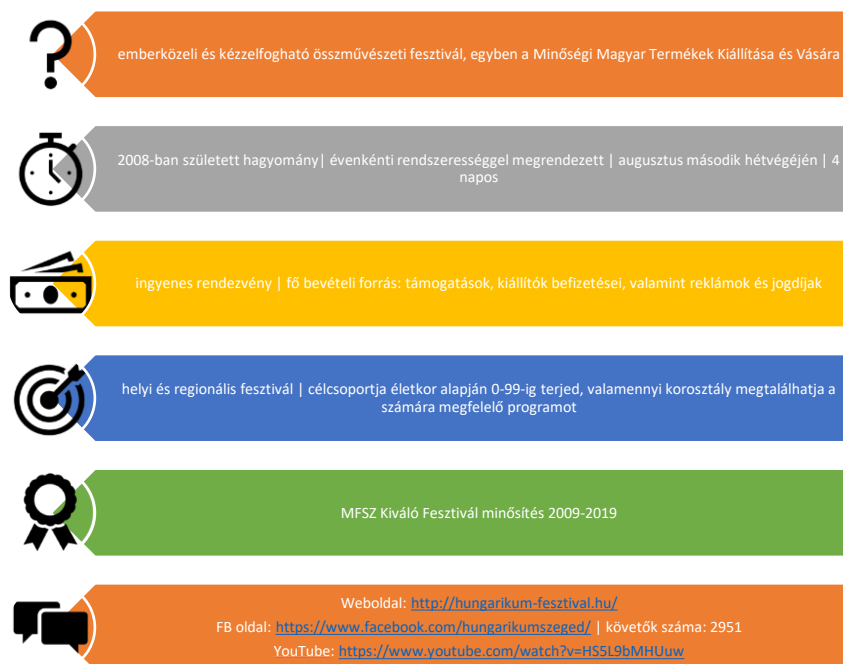 emberközeli és kézzelfogható összművészeti fesztivál, egyben a Minőségi Magyar Termékek Kiállítása és Vására
2008-ban született hagyomány| évenkénti rendszerességgel megrendezett | augusztus második hétvégéjén | 4
napos
ingyenes rendezvény | fő bevételi forrás: támogatások, kiállítók befizetései, valamint reklámok és jogdíjak
helyi és regionális fesztivál | célcsoportja életkor alapján 0-99-ig terjed, valamennyi korosztály megtalálhatja a
számára megfelelő programot
MFSZ Kiváló Fesztivál minősítés 2009-2019
Weboldal: http://hungarikum-fesztival.hu/
FB oldal: https://www.facebook.com/hungarikumszeged/ | követők száma: 2951
YouTube: https://www.youtube.com/watch?v=HS5L9bMHUuw